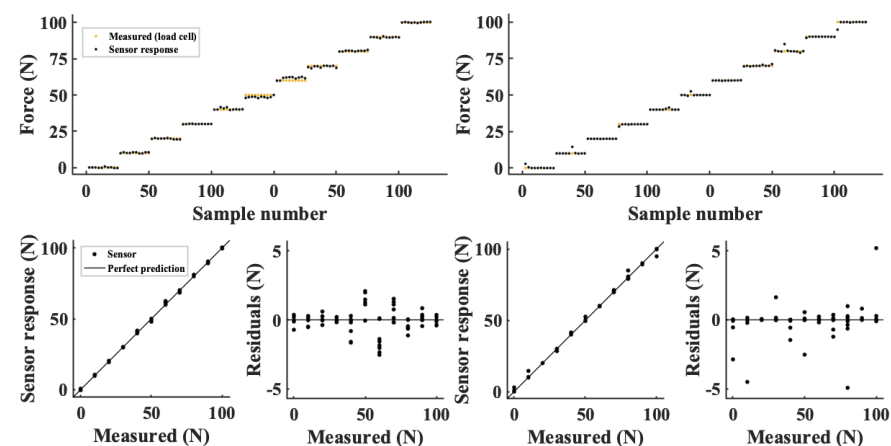 Force (N)
100
75
50
25
0
Measured (load cell)
Sensor response
0 50 100 0 50 100
Sample number
Force (N)
100
75
50
25
0
0 50 100 0 50 100
Sample number
Sensor response (N)
100
50
0
Sensor
Perfect prediction
0 50 100
Measured (N)
Residuals (N)
5
0
-5
0 50 100
Measured (N)
Sensor response (N)
100
50
0
0 50 100
Measured (N)
Residuals (N)
5
0
-5
0 50 100
Measured (N)